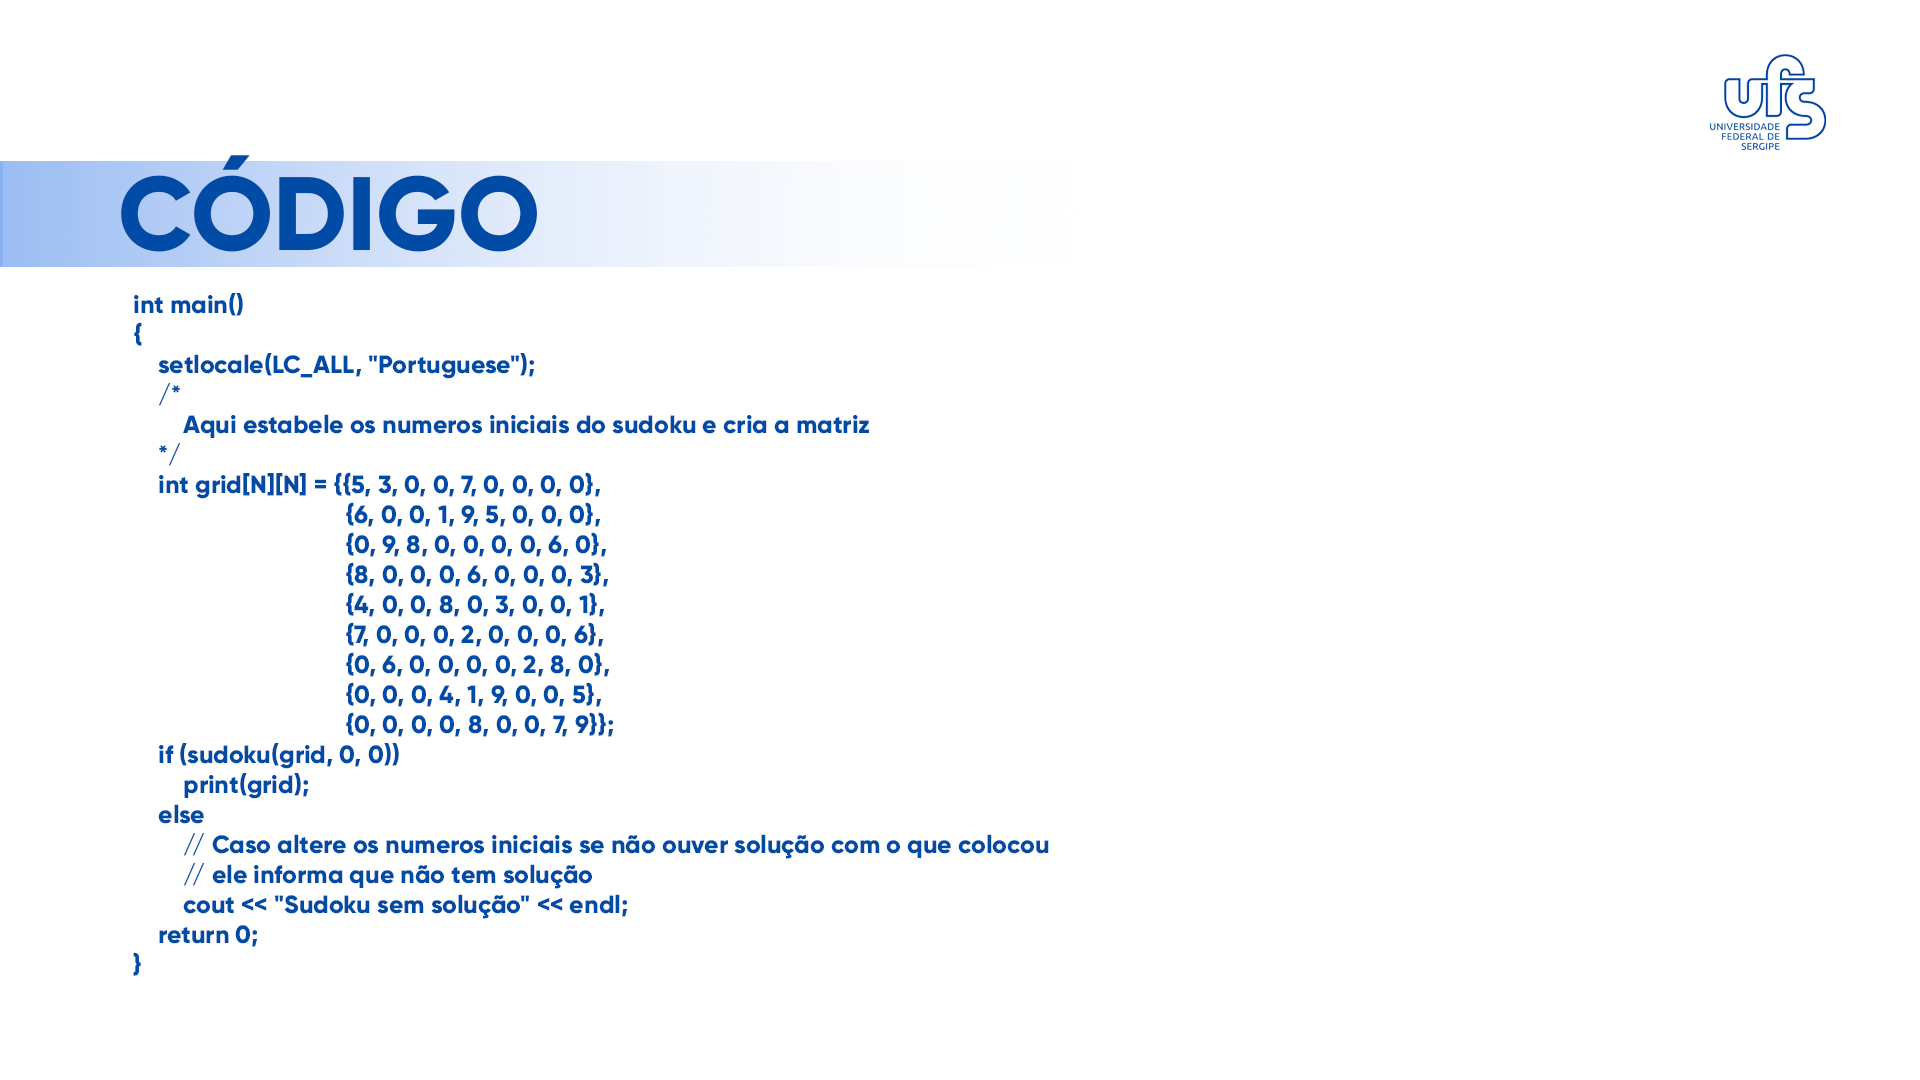 ufs
UNIVERSIDADE
FEDERAL DE
SERGIPE
CÓDIGO
int main()
{
    setlocale(LC_ALL, "Portuguese");
    /*
        Aqui estabele os numeros iniciais do sudoku e cria a matriz
    */
    int grid[N][N] = {{5, 3, 0, 0, 7, 0, 0, 0, 0},
                      {6, 0, 0, 1, 9, 5, 0, 0, 0},
                      {0, 9, 8, 0, 0, 0, 0, 6, 0},
                      {8, 0, 0, 0, 6, 0, 0, 0, 3},
                      {4, 0, 0, 8, 0, 3, 0, 0, 1},
                      {7, 0, 0, 0, 2, 0, 0, 0, 6},
                      {0, 6, 0, 0, 0, 0, 2, 8, 0},
                      {0, 0, 0, 4, 1, 9, 0, 0, 5},
                      {0, 0, 0, 0, 8, 0, 0, 7, 9}};
    if (sudoku(grid, 0, 0))
        print(grid);
    else
        // Caso altere os numeros iniciais se não ouver solução com o que colocou
        // ele informa que não tem solução
        cout << "Sudoku sem solução" << endl;
    return 0;
}